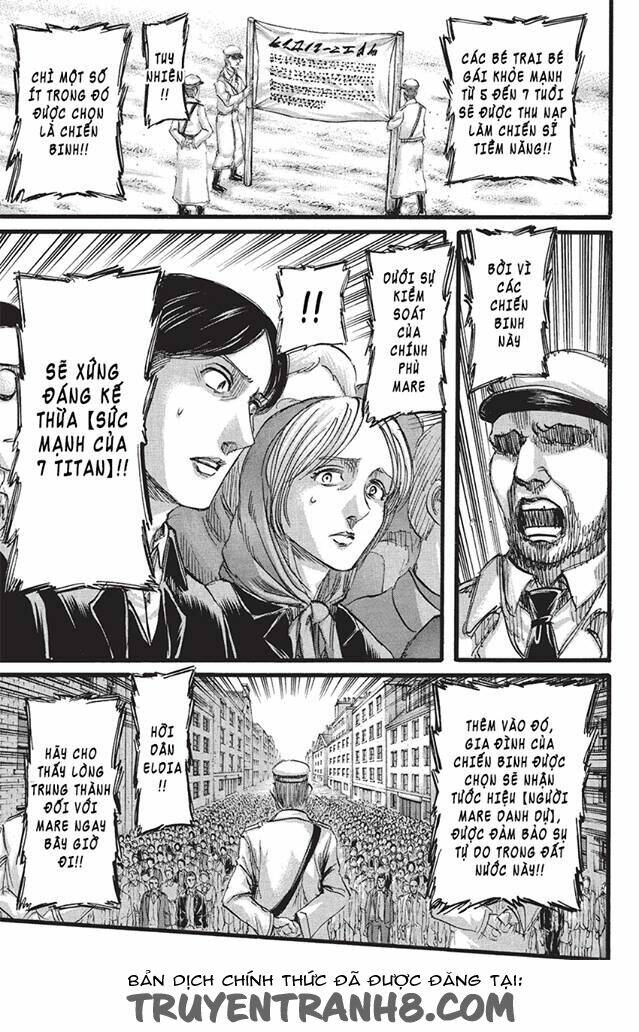 CÁC BÉ TRAI BÉ
GÁI KHỎE MẠNH
TỪ 5 ĐẾN 7 TUỔI
SẼ ĐƯỢC THU NẠP
LÀM CHIẾN SĨ
TIỀM NĂNG!!
TUY
NHIÊN
!!
CHỈ MỘT SỐ
ÍT TRONG ĐÓ
ĐƯỢC CHỌN
LÀ CHIẾN
BINH!!
BỞI VÌ
CÁC
CHIẾN
BINH
NÀY
DƯỚI SỰ
KIỂM
SOÁT
CỦA
CHÍNH
PHỦ
MARE
!!
SẼ XỨNG
ĐÁNG KẾ
THỪA [SỨC
MẠNH CỦA
7 TITAN]!!
THÊM VÀO ĐÓ,
GIA ĐÌNH CỦA
CHIẾN BINH ĐƯỢC
CHỌN SẼ NHẬN
TƯỚC HIỆU [NGƯỜI
MARE DANH DỰ],
ĐƯỢC ĐẢM BẢO SỰ
TỰ DO TRONG ĐẤT
NƯỚC NÀY!!
HỠI
DÂN
ELDIA!!
HÃY CHO
THẤY LÒNG
TRUNG THÀNH
ĐỐI VỚI
MARE NGAY
BÂY GIỜ
ĐI!!
BẢN DỊCH CHÍNH THỨC ĐÃ ĐƯỢC ĐĂNG TẠI:
TRUYENTRANH8.COM